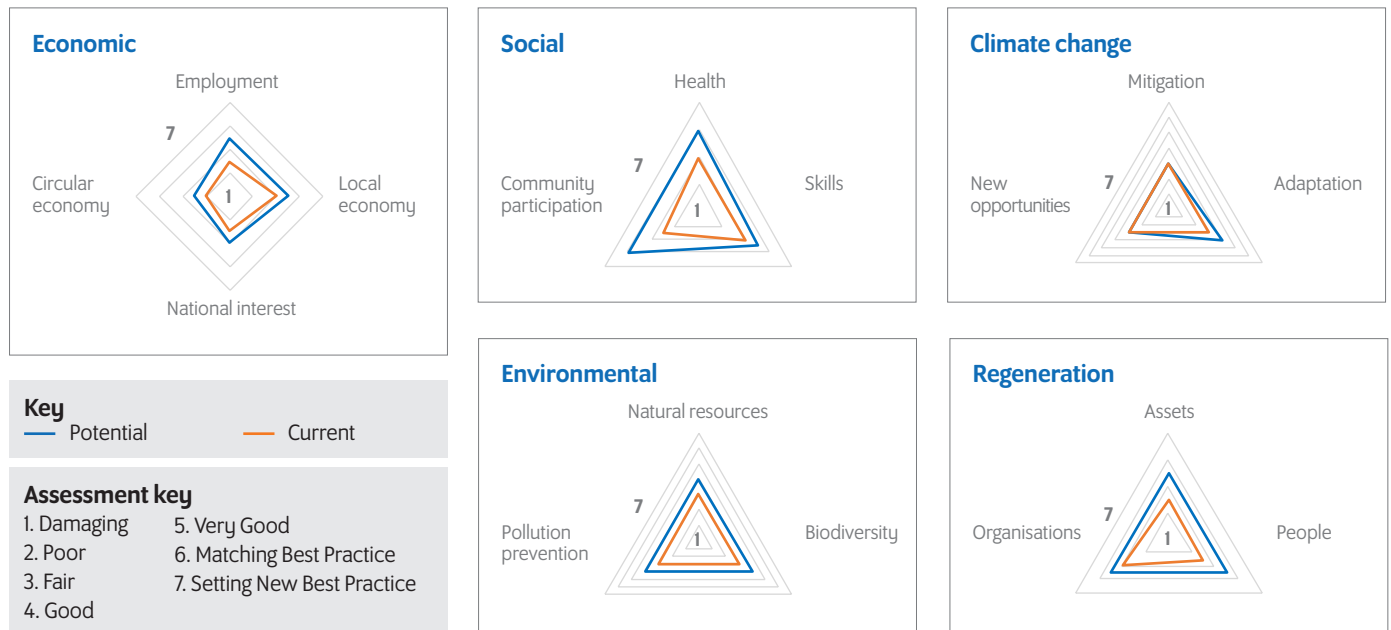 Economic
Employment
7
Circular
economy
1
Local
economy
National interest
Social
Health
7
Community
participation
1
Skills
Climate change
Mitigation
7
New
opportunities
1
Adaptation
Key
Potential
Current
Assessment key
1. Damaging
2. Poor
3. Fair
4. Good
5. Very Good
6. Matching Best Practice
7. Setting New Best Practice
Environmental
Natural resources
7
Pollution
prevention
1
Biodiversity
Regeneration
Assets
7
Organisations
1
People